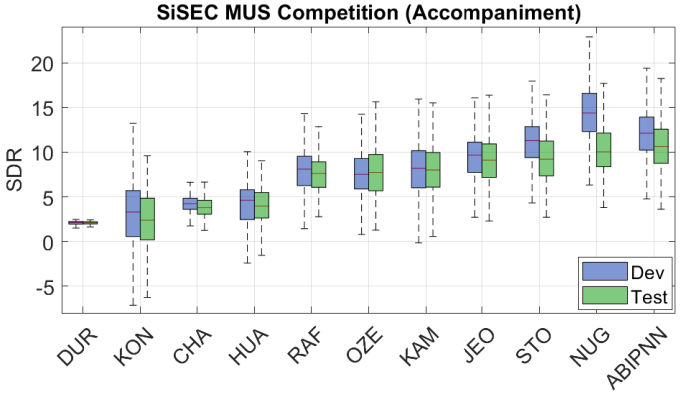 SiSEC MUS Competition (Accompaniment)
SDR
20
15
10
5
0
-5
Dev
Test
DUR
KON
CHA
HUA
RAF
OZE
KAM
JEO
STO
NUG
ABIPNN